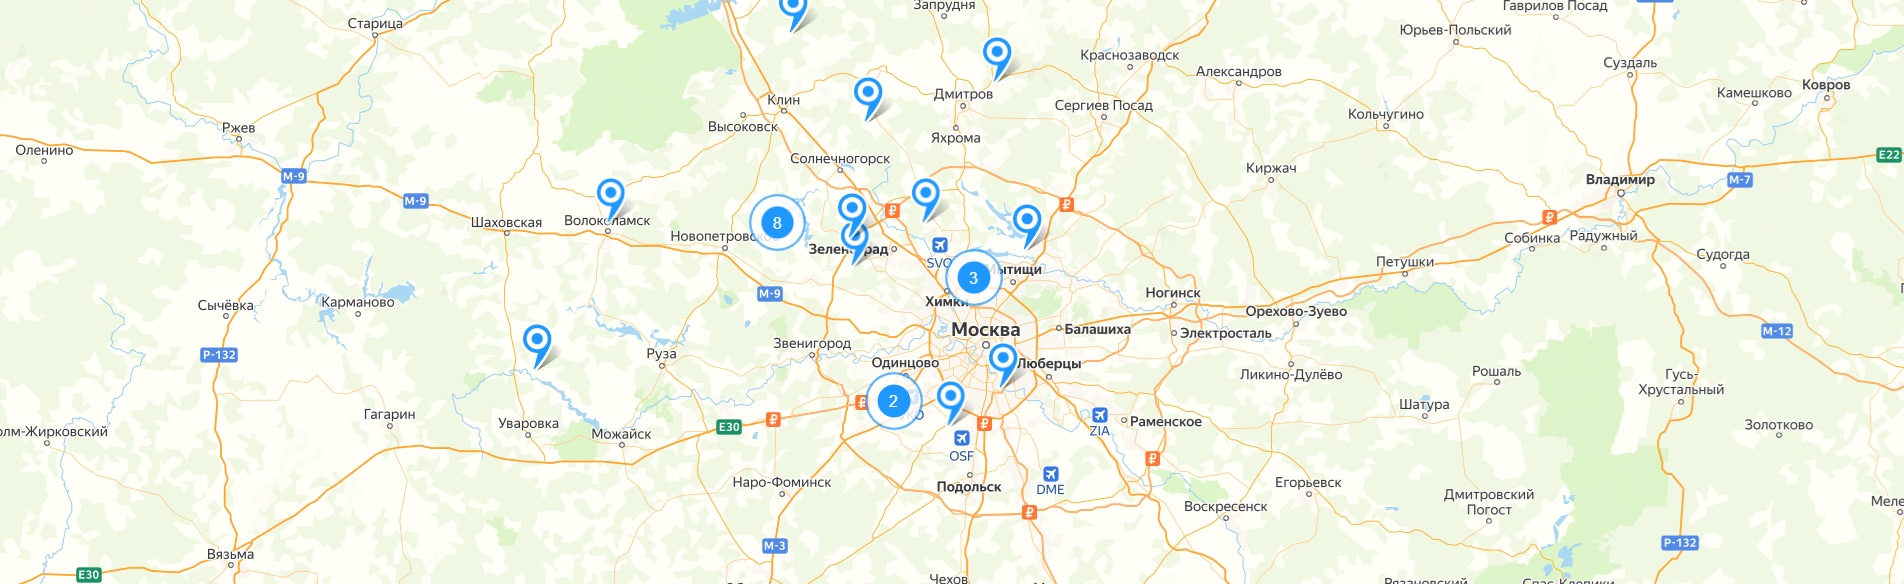 Запрудня
Гаврилов Посад
Старица
Юрьев-Польский
Краснозаводск
Суздаль
Александров
Ковров
Камешково
Клин
Дмитров
Сергиев Посад
Кольчугино
Высоковск
Ржев
Яхрома
Оленино
E22
Солнечногорск
Киржач
М-9
Владимир
М-7
М-9
Шаховская
Волоколамск
8
Новопетровское
Собинка
Радужный
Зеленоград
Судогда
SVO
Петушки
Мытищи
3
М-9
Ногинск
Карманово
Химки
Сычёвка
Орехово-Зуево
Москва
Балашиха
Электросталь
М-12
Звенигород
Р-132
Руза
Одинцово
Люберцы
Рошаль
Ликино-Дулёво
Гусь-
Хрустальный
2
Шатура
Гагарин
Уваровка
E30
ZIA
Раменское
Золотково
Можайск
OSF
Наро-Фоминск
Подольск
DME
Егорьевск
Дмитровский
Погост
Воскресенск
М-3
Р-132
Вязьма
E30
Чехов